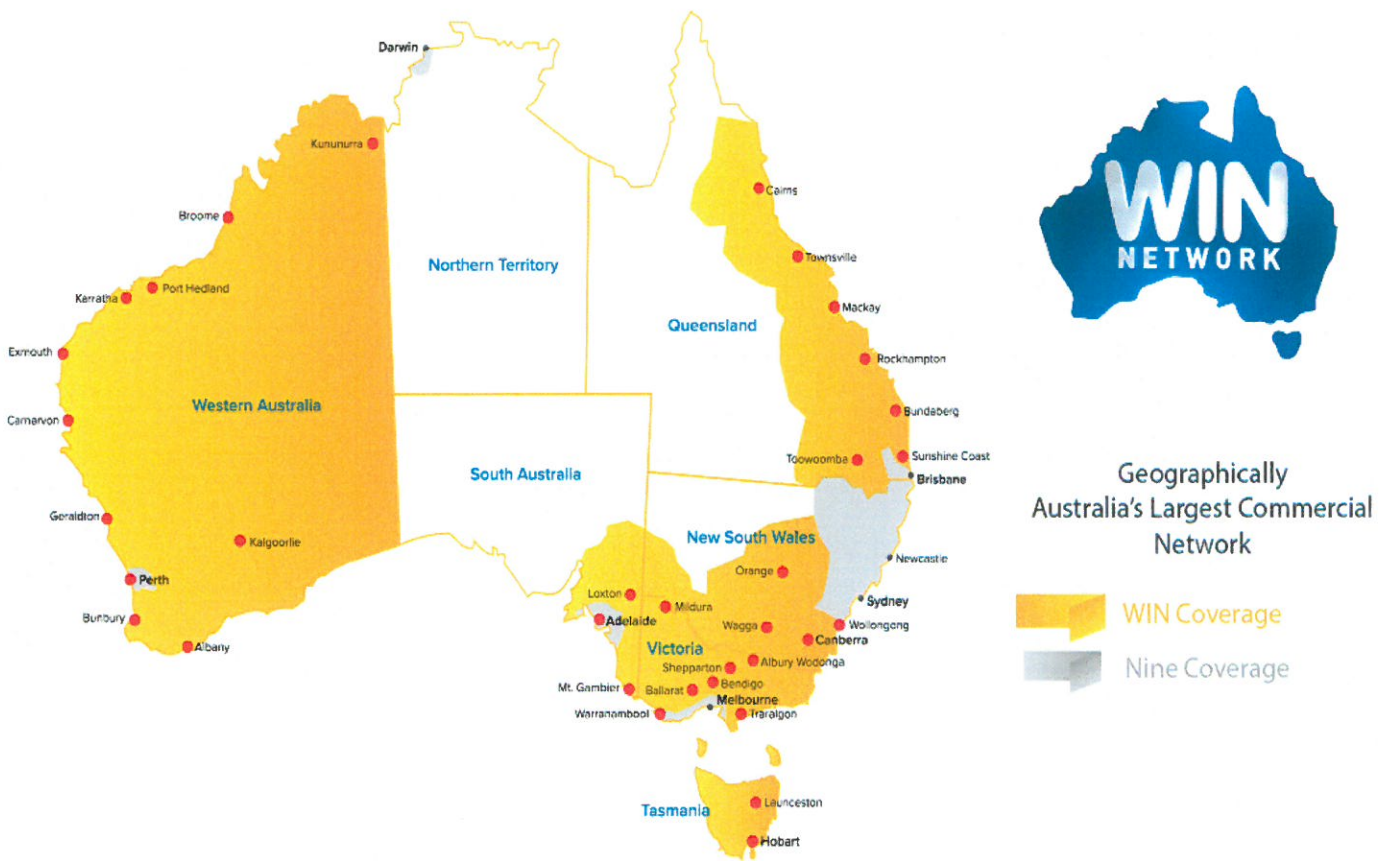 Darwin
Kununurra
Cairns
Broome
Townsville
Northern Territory
Port Hedland
Karratha
Mackay
Queensland
Exmouth
Rockhampton
Western Australia
Bundaberg
Carnarvon
Toowoomba
Sunshine Coast
South Australia
Brisbane
Geraldton
Kalgoorlie
New South Wales
Newcastle
Orange
Perth
Loxton
Mildura
Sydney
Bunbury
Adelaide
Wagga
Wollongong
Canberra
Albany
Victoria
Albury Wodonga
Shepparton
Mt. Gambier
Ballarat
Bendigo
Melbourne
Warranambool
Traralgon
Tasmania
Launceston
Hobart
WIN
NETWORK
Geographically
Australia's Largest Commercial
Network
WIN Coverage
Nine Coverage